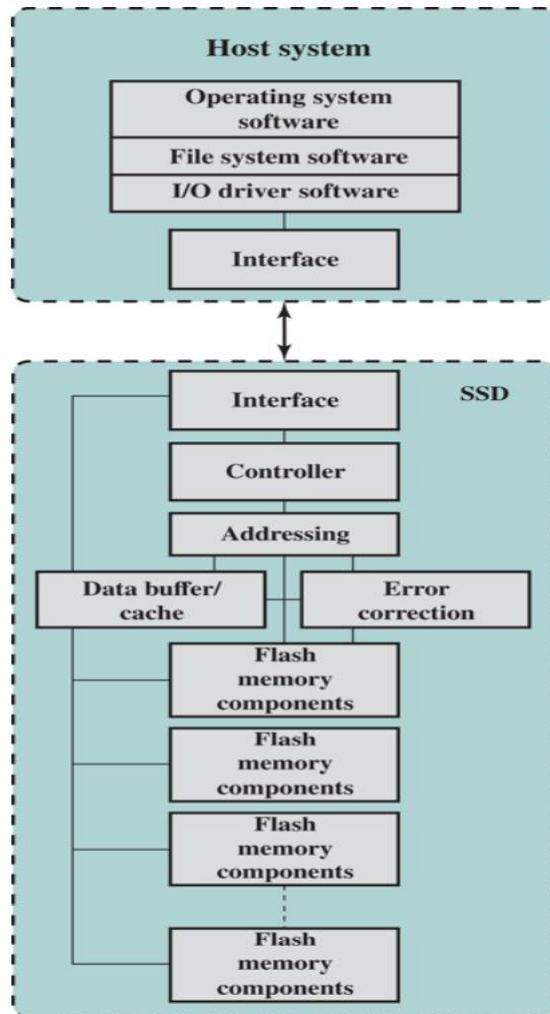 Host system
Operating system
software
File system software
I/O driver software
Interface
SSD
Interface
Controller
Addressing
Data buffer/
cache
Error
correction
Flash
memory
components
Flash
memory
components
Flash
memory
components
Flash
memory
components